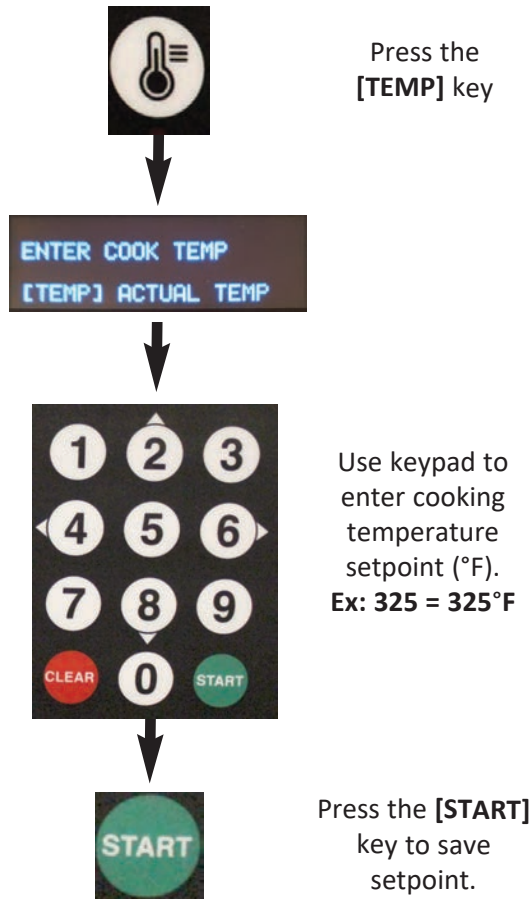 Press the
[TEMP] key
ENTER COOK TEMP
[TEMP] ACTUAL TEMP
1 2 3
4 5 6
7 8 9
CLEAR 0 START
Use keypad to
enter cooking
temperature
setpoint (°F).
Ex: 325 = 325°F
START
Press the [START]
key to save
setpoint.